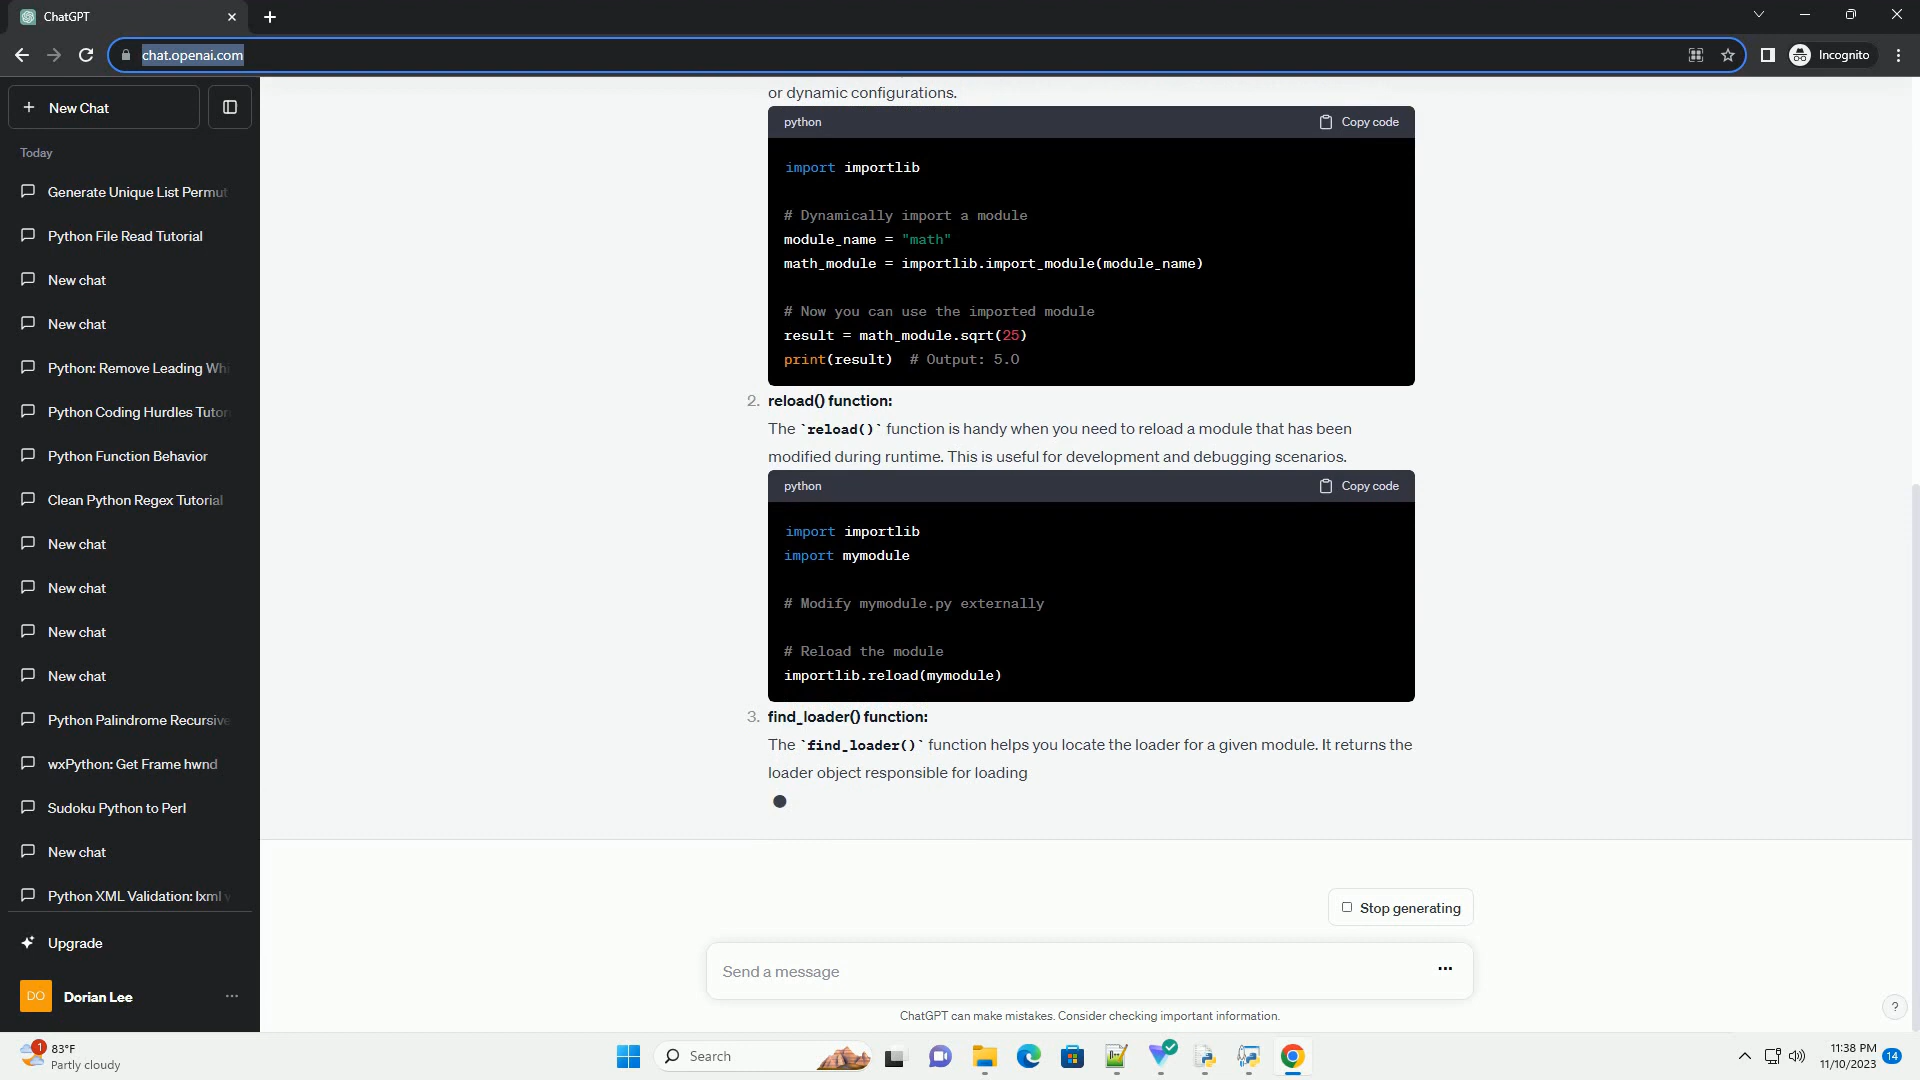 ChatGPT
chat.openai.com
Incognito
New Chat
Today
Generate Unique List Permut
Python File Read Tutorial
New chat
New chat
Python: Remove Leading Whi
Python Coding Hurdles Tutor
Python Function Behavior
Clean Python Regex Tutorial
New chat
New chat
New chat
New chat
Python Palindrome Recursive
wxPython: Get Frame hwnd
Sudoku Python to Perl
New chat
Python XML Validation: lxml v
Upgrade
DO
Dorian Lee
or dynamic configurations.
python
Copy code
import importlib
# Dynamically import a module
module_name = "math"
math_module = importlib.import_module(module_name)
# Now you can use the imported module
result = math_module.sqrt(25)
print(result)  # Output: 5.0
2. reload() function:
The `reload()` function is handy when you need to reload a module that has been
modified during runtime. This is useful for development and debugging scenarios.
python
Copy code
import importlib
import mymodule
# Modify mymodule.py externally
# Reload the module
importlib.reload(mymodule)
3. find_loader() function:
The `find_loader()` function helps you locate the loader for a given module. It returns the
loader object responsible for loading
Stop generating
Send a message
ChatGPT can make mistakes. Consider checking important information.
?
1
83°F
Partly cloudy
Search
11:38 PM
11/10/2023
14